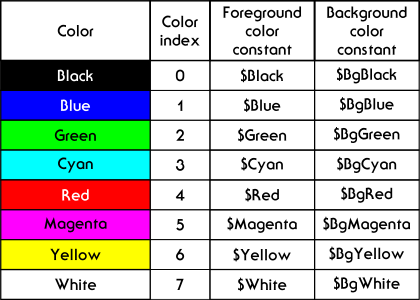 Color Color index Foreground color constant Background color constant
Black 0 $Black $BgBlack
Blue 1 $Blue $BgBlue
Green 2 $Green $BgGreen
Cyan 3 $Cyan $BgCyan
Red 4 $Red $BgRed
Magenta 5 $Magenta $BgMagenta
Yellow 6 $Yellow $BgYellow
White 7 $White $BgWhite